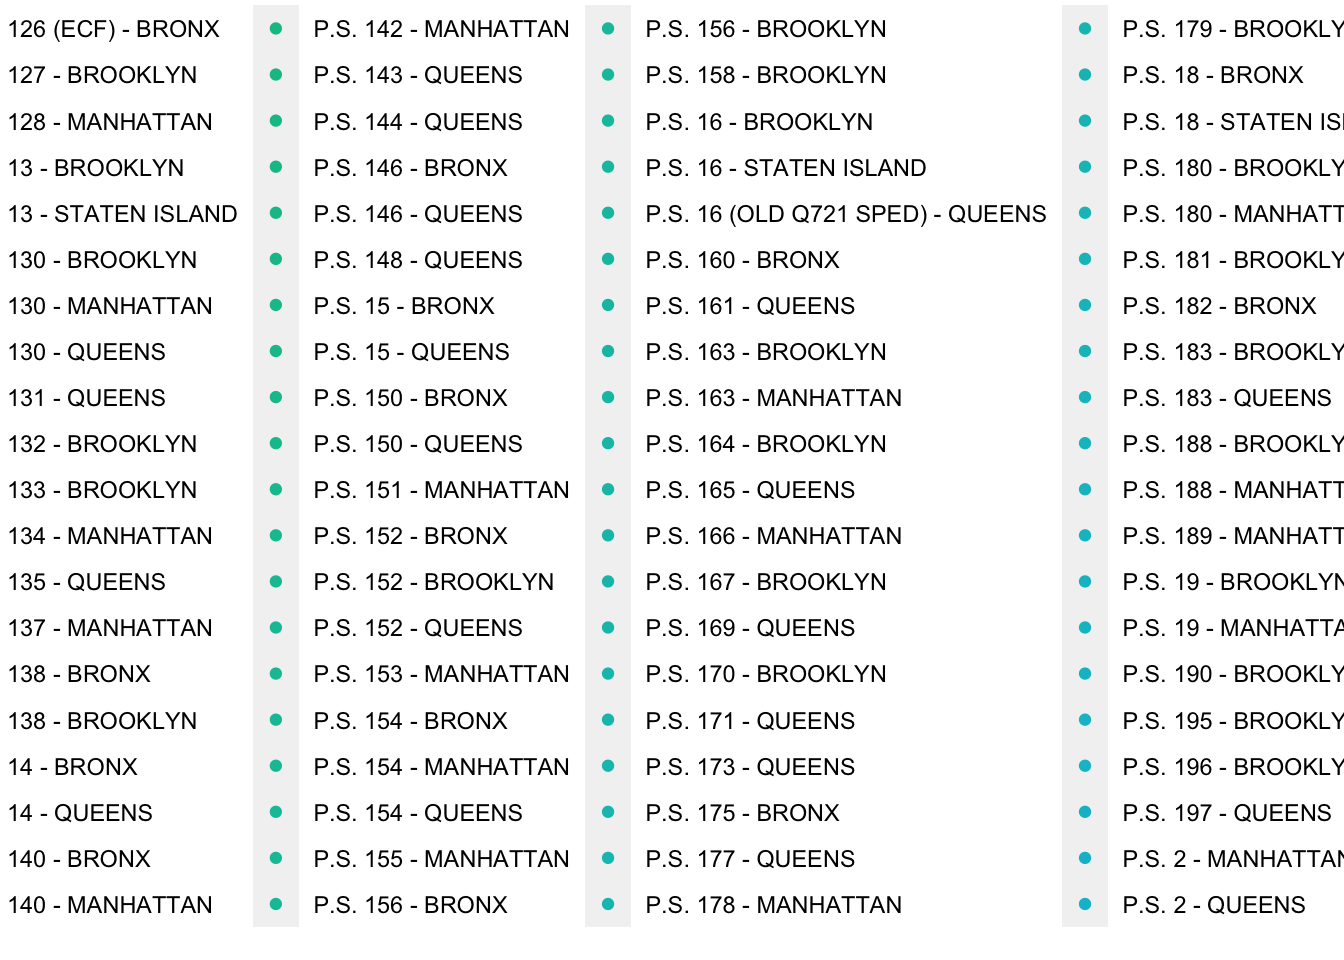 126 (ECF) - BRONX
127 - BROOKLYN
128 - MANHATTAN
13 - BROOKLYN
13 - STATEN ISLAND
130 - BROOKLYN
130 - MANHATTAN
130 - QUEENS
131 - QUEENS
132 - BROOKLYN
133 - BROOKLYN
134 - MANHATTAN
135 - QUEENS
137 - MANHATTAN
138 - BRONX
138 - BROOKLYN
14 - BRONX
14 - QUEENS
140 - BRONX
140 - MANHATTAN
P.S. 142 - MANHATTAN
P.S. 143 - QUEENS
P.S. 144 - QUEENS
P.S. 146 - BRONX
P.S. 146 - QUEENS
P.S. 148 - QUEENS
P.S. 15 - BRONX
P.S. 15 - QUEENS
P.S. 150 - BRONX
P.S. 150 - QUEENS
P.S. 151 - MANHATTAN
P.S. 152 - BRONX
P.S. 152 - BROOKLYN
P.S. 152 - QUEENS
P.S. 153 - MANHATTAN
P.S. 154 - BRONX
P.S. 154 - MANHATTAN
P.S. 154 - QUEENS
P.S. 155 - MANHATTAN
P.S. 156 - BRONX
P.S. 156 - BROOKLYN
P.S. 158 - BROOKLYN
P.S. 16 - BROOKLYN
P.S. 16 - STATEN ISLAND
P.S. 16 (OLD Q721 SPED) - QUEENS
P.S. 160 - BRONX
P.S. 161 - QUEENS
P.S. 163 - BROOKLYN
P.S. 163 - MANHATTAN
P.S. 164 - BROOKLYN
P.S. 165 - QUEENS
P.S. 166 - MANHATTAN
P.S. 167 - BROOKLYN
P.S. 169 - QUEENS
P.S. 170 - BROOKLYN
P.S. 171 - QUEENS
P.S. 173 - QUEENS
P.S. 175 - BRONX
P.S. 177 - QUEENS
P.S. 178 - MANHATTAN
P.S. 179 - BROOKLY
P.S. 18 - BRONX
P.S. 18 - STATEN IS
P.S. 180 - BROOKLY
P.S. 180 - MANHATT
P.S. 181 - BROOKLY
P.S. 182 - BRONX
P.S. 183 - BROOKLY
P.S. 183 - QUEENS
P.S. 188 - BROOKLY
P.S. 188 - MANHATT
P.S. 189 - MANHATT
P.S. 19 - BROOKLYN
P.S. 19 - MANHATTA
P.S. 190 - BROOKLY
P.S. 195 - BROOKLY
P.S. 196 - BROOKLY
P.S. 197 - QUEENS
P.S. 2 - MANHATTAN
P.S. 2 - QUEENS